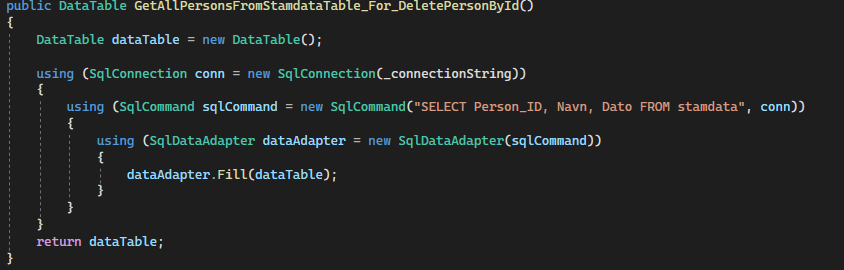 public DataTable GetAllPersonsFromStamdataTable_For_DeletePersonById()
{
DataTable dataTable = new DataTable();
using (SqlConnection conn = new SqlConnection(_connectionString))
{
using (SqlCommand sqlCommand = new SqlCommand("SELECT Person_ID, Navn, Dato FROM stamdata", conn))
{
using (SqlDataAdapter dataAdapter = new SqlDataAdapter(sqlCommand))
{
dataAdapter.Fill(dataTable);
}
}
}
return dataTable;
}